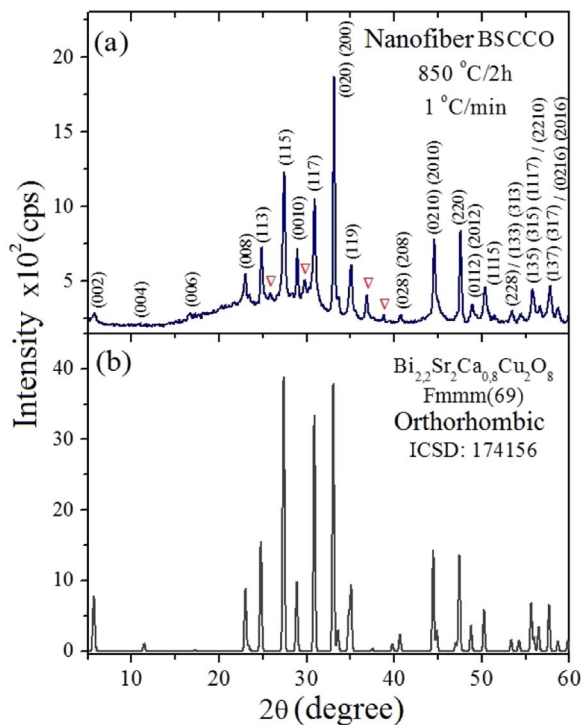 (a)
Nanofiber BSCCO
850 °C/2h
1 °C/min
(002)
(004)
(006)
(008)
(113)
(115)
(0010)
(117)
(020) (200)
(119)
(028) (208)
(0210) (2010)
(220)
(0112) (2012)
(1115)
(228) / (133) (313)
(135) (315) (1117) / (2210)
(137) (317) / (0216) (2016)
20
15
10
5
Intensity x10²(cps)
(b)
Bi₂,₂Sr₂Ca₀,₈Cu₂O₈
Fmmm(69)
Orthorhombic
ICSD: 174156
40
30
20
10
0
10 20 30 40 50 60
2θ (degree)